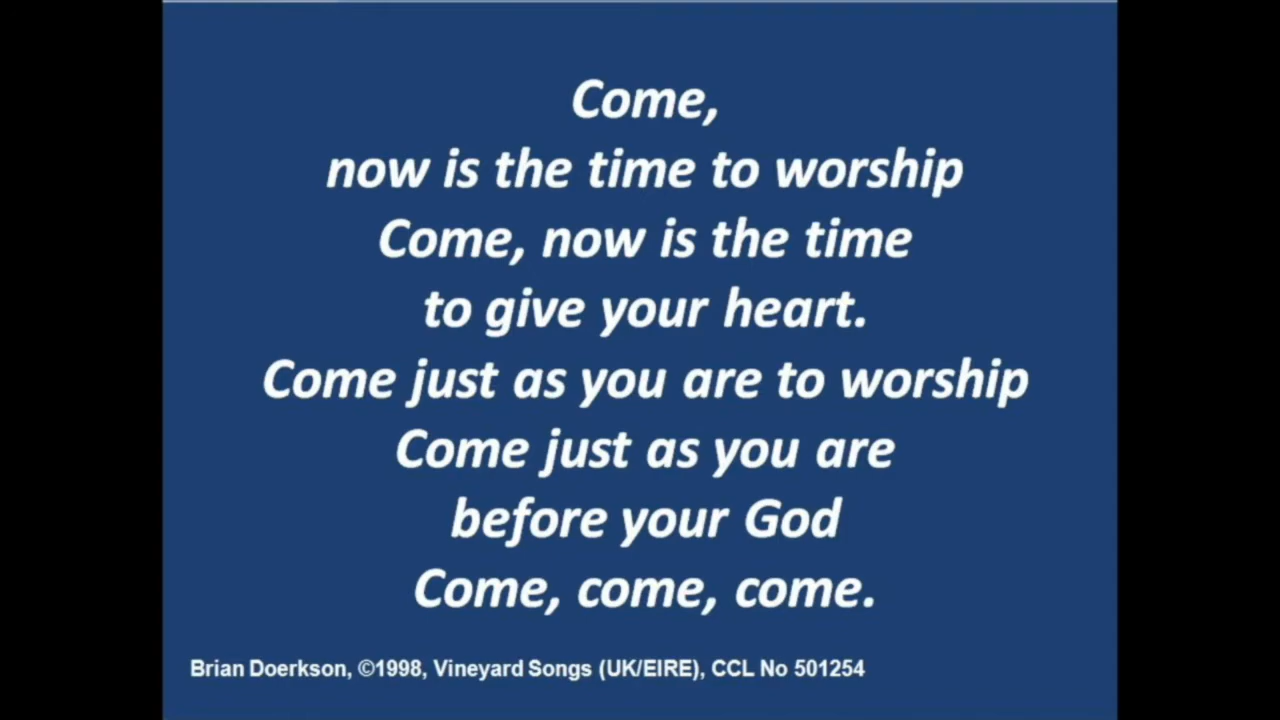 Come,
now is the time to worship
Come, now is the time
to give your heart.
Come just as you are to worship
Come just as you are
before your God
Come, come, come.
Brian Doerkson, ©1998, Vineyard Songs (UK/EIRE), CCL No 501254